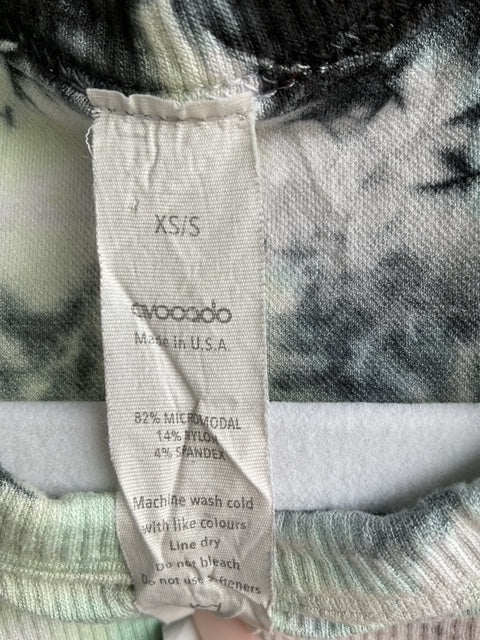 XS/S
avocado
Made in U.S.A.
82% MICROMODAL
14% NYLON
4% SPANDEX
Machine wash cold
with like colours
Line dry
Do not bleach
Do not use softeners